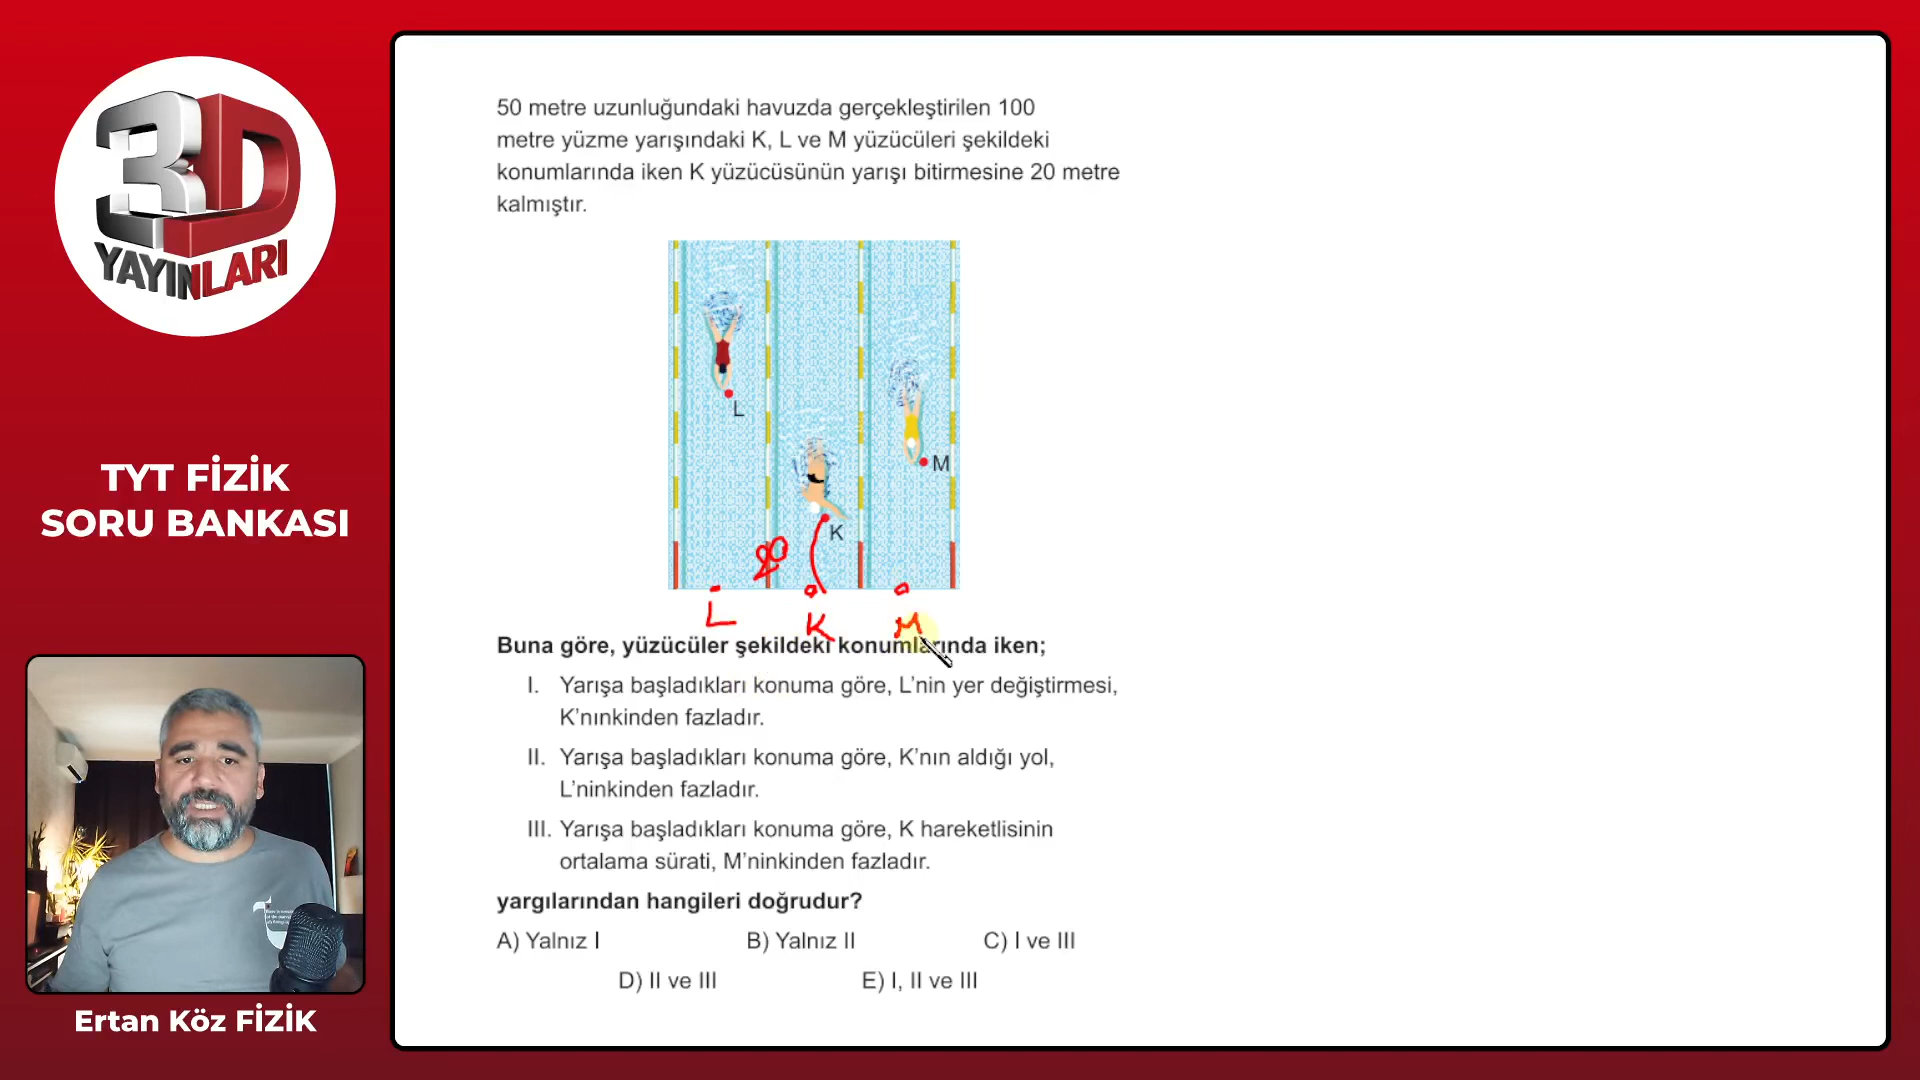 3D
YAYINLARI
TYT FİZİK
SORU BANKASI
Ertan Köz FİZİK
50 metre uzunluğundaki havuzda gerçekleştirilen 100
metre yüzme yarışındaki K, L ve M yüzücüleri şekildeki
konumlarında iken K yüzücüsünün yarışı bitirmesine 20 metre
kalmıştır.
L
M
K
20
L
K
M
Buna göre, yüzücüler şekildeki konumlarında iken;
I. Yarışa başladıkları konuma göre, L’nin yer değiştirmesi,
K’nınkinden fazladır.
II. Yarışa başladıkları konuma göre, K’nın aldığı yol,
L’ninkinden fazladır.
III. Yarışa başladıkları konuma göre, K hareketlisinin
ortalama sürati, M’ninkinden fazladır.
yargılarından hangileri doğrudur?
A) Yalnız I B) Yalnız II C) I ve III
D) II ve III E) I, II ve III